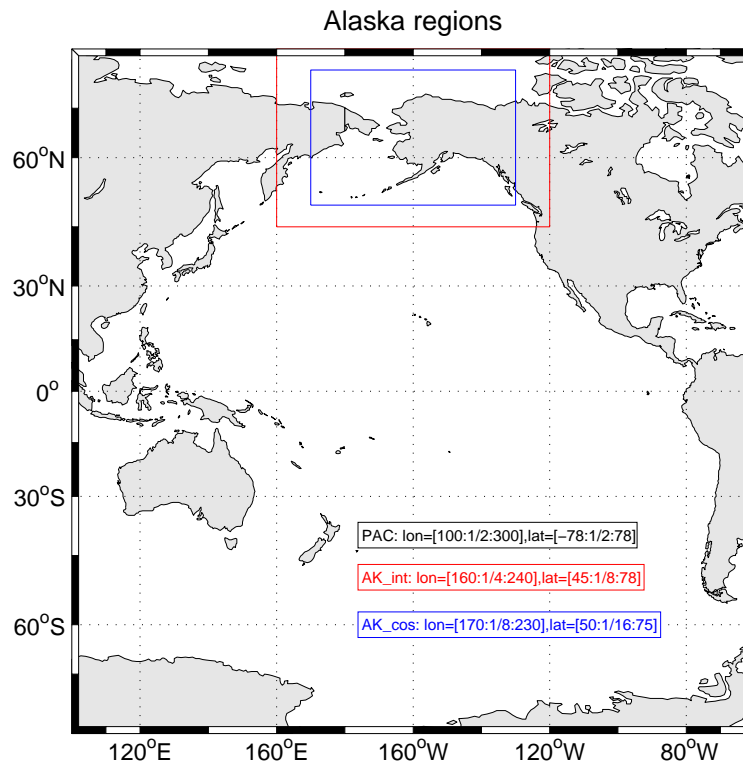 Alaska regions
60°N
30°N
0°
30°S
60°S
PAC: lon=[100:1/2:300],lat=[−78:1/2:78]
AK_int: lon=[160:1/4:240],lat=[45:1/8:78]
AK_cos: lon=[170:1/8:230],lat=[50:1/16:75]
120°E 160°E 160°W 120°W 80°W